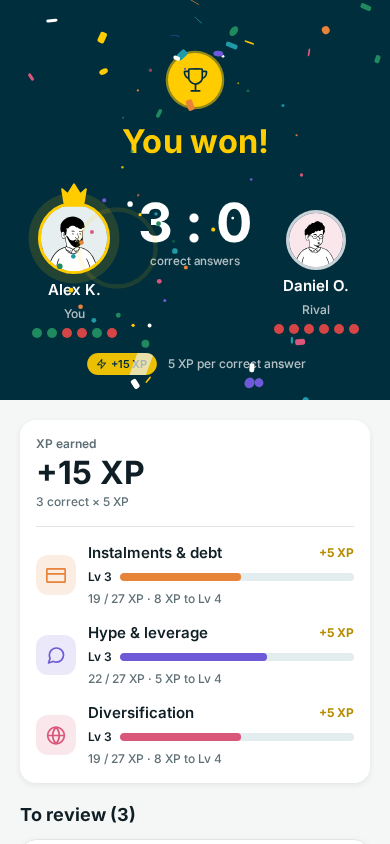 You won!
3 : 0
correct answers
Alex K.
You
Daniel O.
Rival
+15 XP
5 XP per correct answer
XP earned
+15 XP
3 correct × 5 XP
Instalments & debt
+5 XP
Lv 3
19 / 27 XP · 8 XP to Lv 4
Hype & leverage
+5 XP
Lv 3
22 / 27 XP · 5 XP to Lv 4
Diversification
+5 XP
Lv 3
19 / 27 XP · 8 XP to Lv 4
To review (3)